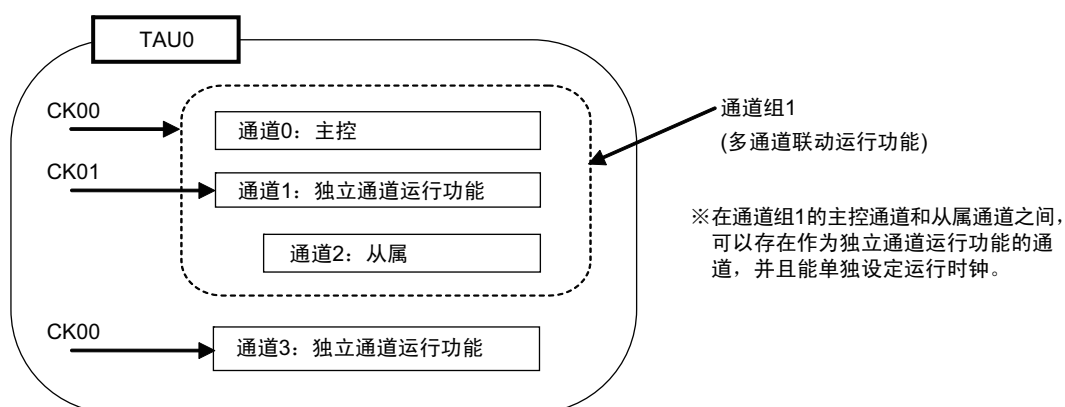 TAU0
CK00
通道0：主控
CK01
通道1：独立通道运行功能
通道2：从属
CK00
通道3：独立通道运行功能
通道组1
(多通道联动运行功能)
※在通道组1的主控通道和从属通道之间，
可以存在作为独立通道运行功能的通
道，并且能单独设定运行时钟。